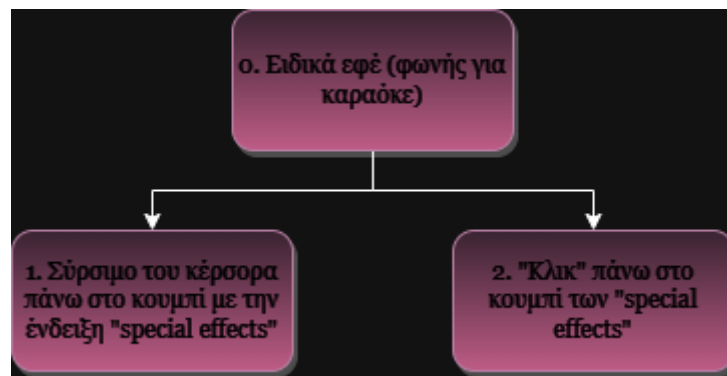 0. Ειδικά εφέ (φωνής για
καραόκε)
1. Σύρσιμο του κέρσορα
πάνω στο κουμπί με την
ένδειξη "special effects"
2. "Κλικ" πάνω στο
κουμπί των "special
effects"